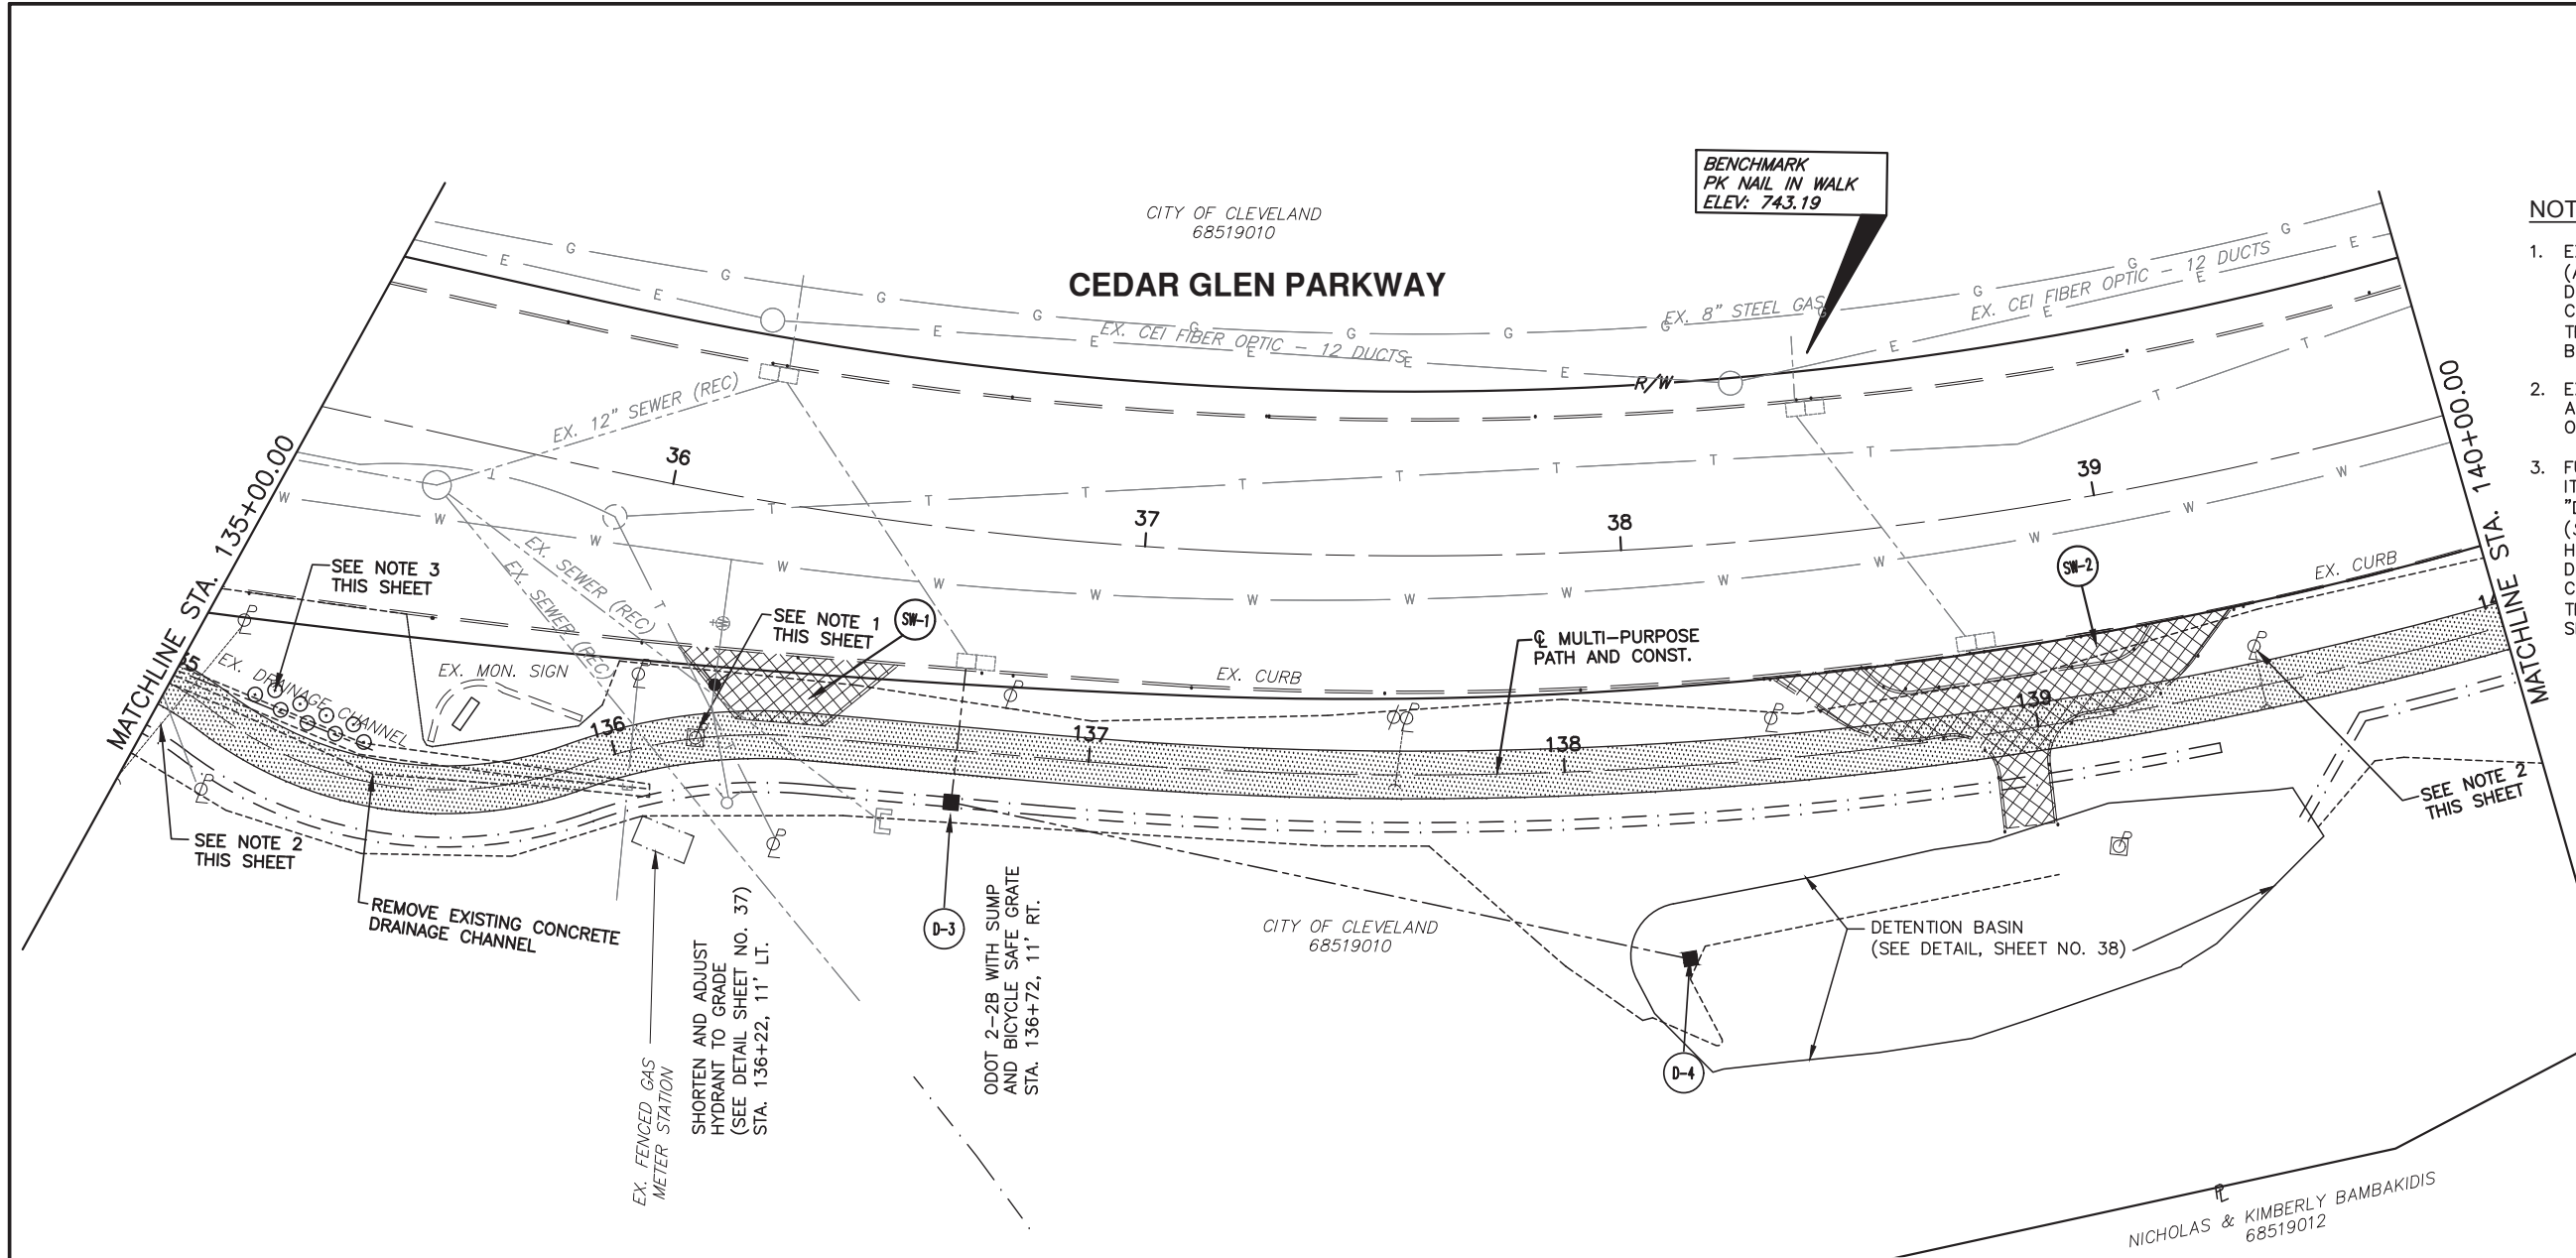 BENCHMARK
PK NAIL IN WALK
ELEV: 743.19
CITY OF CLEVELAND
68519010
CEDAR GLEN PARKWAY
G
G
G
G
G
G
G
G
G
G
G
G
E
E
E
E
E
E
E
E
E
E
E
EX. CEI FIBER OPTIC - 12 DUCTS
EX. 8" STEEL GAS
EX. CEI FIBER OPTIC - 12 DUCTS
R/W
EX. 12" SEWER (REC)
36
37
38
39
T
T
T
T
T
T
T
T
T
T
T
W
W
W
W
W
W
W
W
W
W
W
W
W
W
EX. SEWER (REC)
EX. SEWER (REC)
MATCHLINE STA. 135+00.00
MATCHLINE STA. 140+00.00
SEE NOTE 3
THIS SHEET
SEE NOTE 1
THIS SHEET
SW-1
SW-2
EX. CURB
EX. CURB
EX. DRAINAGE CHANNEL
EX. MON. SIGN
℄ MULTI-PURPOSE
PATH AND CONST.
136
137
138
139
SEE NOTE 2
THIS SHEET
SEE NOTE 2
THIS SHEET
REMOVE EXISTING CONCRETE
DRAINAGE CHANNEL
EX. FENCED GAS
METER STATION
SHORTEN AND ADJUST
HYDRANT TO GRADE
(SEE DETAIL SHEET NO. 37)
STA. 136+22, 11' LT.
D-3
ODOT 2-2B WITH SUMP
AND BICYCLE SAFE GRATE
STA. 136+72, 11' RT.
CITY OF CLEVELAND
68519010
D-4
DETENTION BASIN
(SEE DETAIL, SHEET NO. 38)
NICHOLAS & KIMBERLY BAMBAKIDIS
68519012
NOT
1.
2.
3.